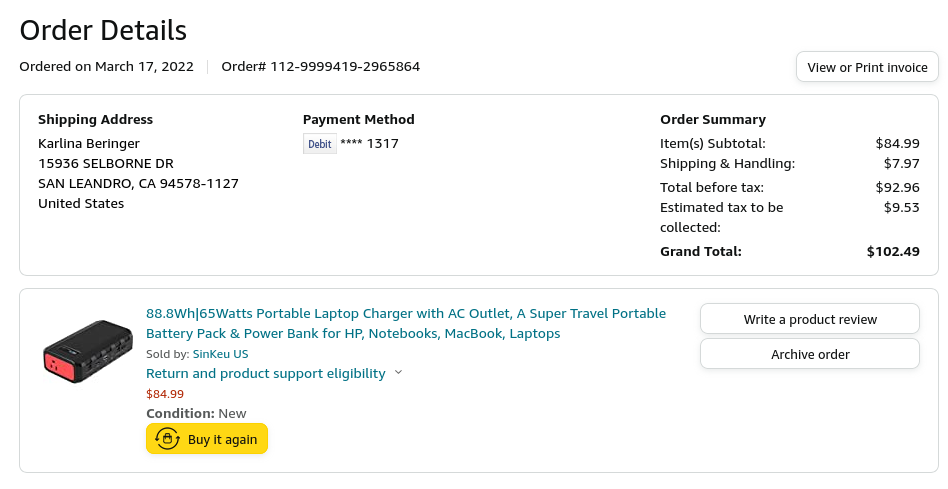 Order Details
Ordered on March 17, 2022
Order# 112-9999419-2965864
View or Print invoice
Shipping Address
Karlina Beringer
15936 SELBORNE DR
SAN LEANDRO, CA 94578-1127
United States
Payment Method
Debit **** 1317
Order Summary
Item(s) Subtotal: $84.99
Shipping & Handling: $7.97
Total before tax: $92.96
Estimated tax to be $9.53
collected:
Grand Total: $102.49
88.8Wh|65Watts Portable Laptop Charger with AC Outlet, A Super Travel Portable
Battery Pack & Power Bank for HP, Notebooks, MacBook, Laptops
Sold by: SinKeu US
Return and product support eligibility
$84.99
Condition: New
Buy it again
Write a product review
Archive order